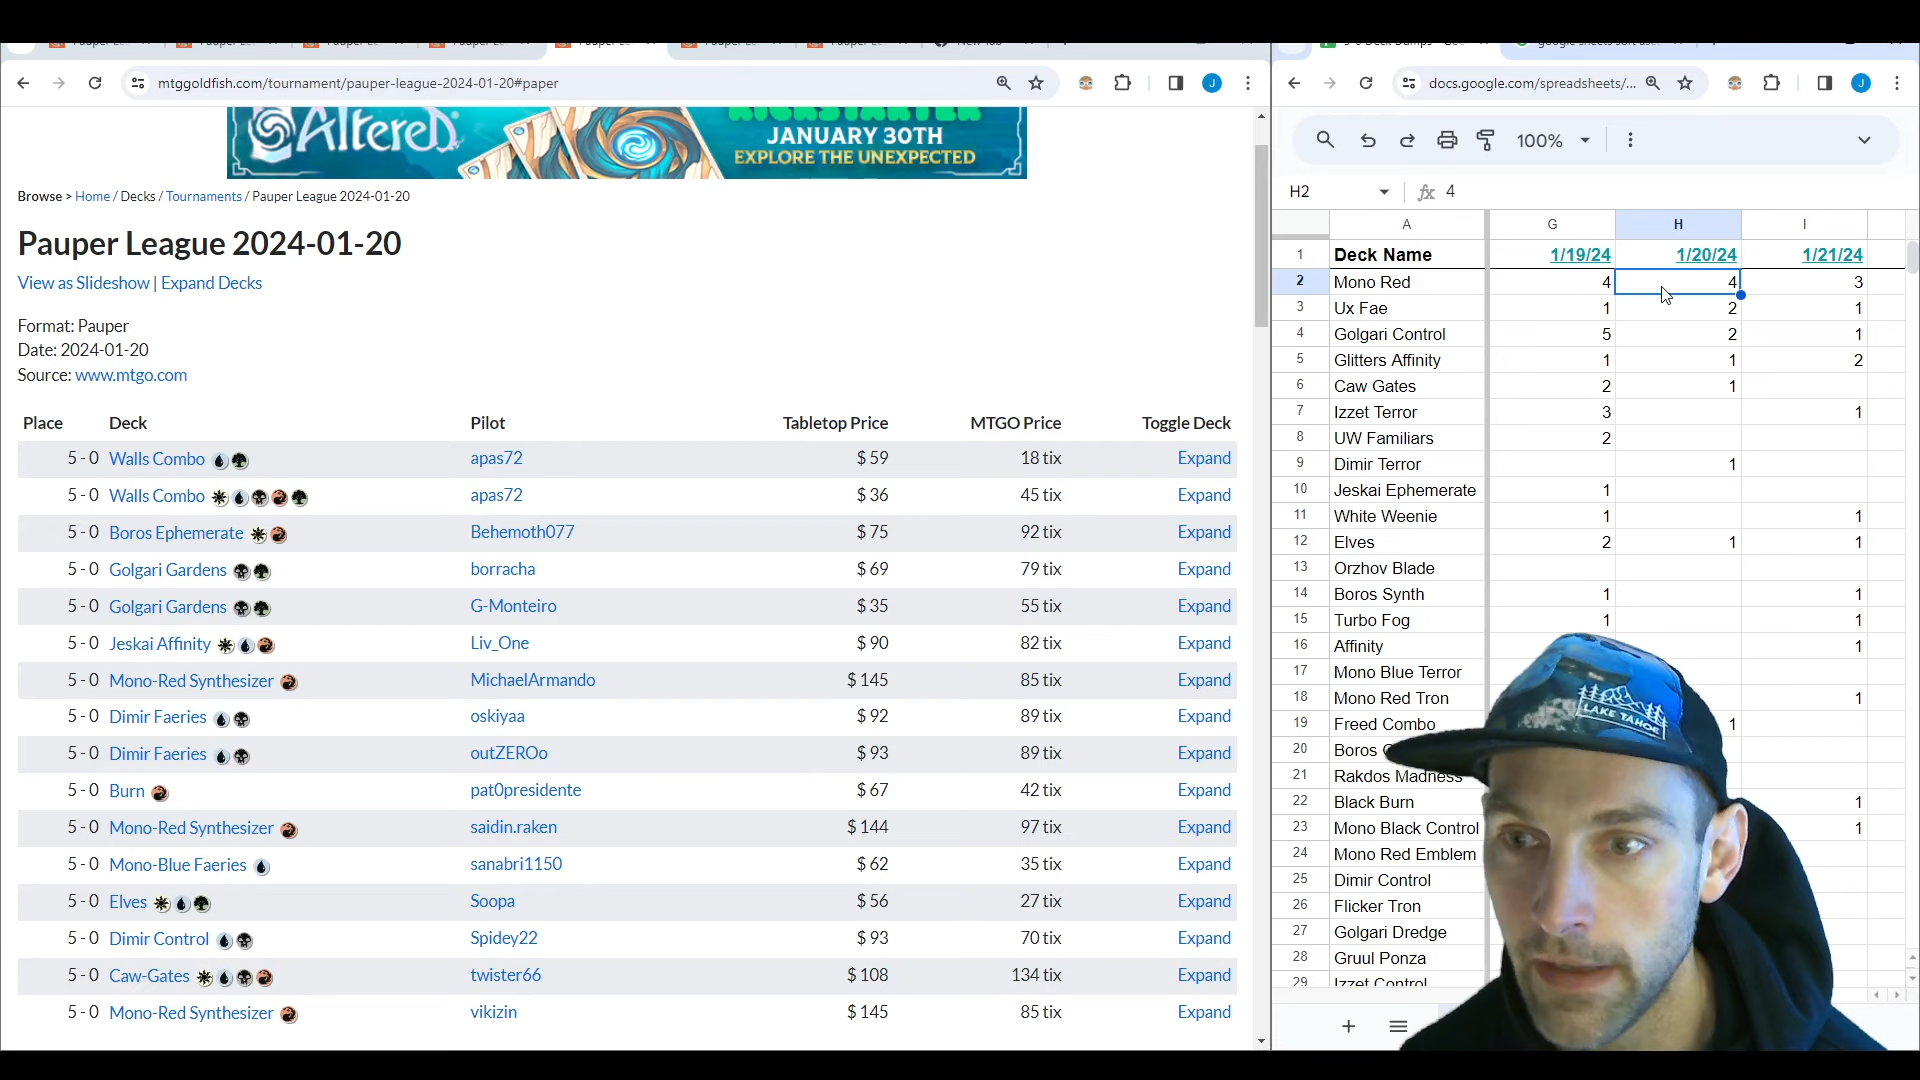 mtggoldfish.com/tournament/pauper-league-2024-01-20#paper
docs.google.com/spreadsheets/...
ALTERED
JANUARY 30TH
EXPLORE THE UNEXPECTED
Browse > Home / Decks / Tournaments / Pauper League 2024-01-20
Pauper League 2024-01-20
View as Slideshow | Expand Decks
Format: Pauper
Date: 2024-01-20
Source: www.mtgo.com
Place Deck Pilot Tabletop Price MTGO Price Toggle Deck
5 - 0 Walls Combo apas72 $ 59 18 tix Expand
5 - 0 Walls Combo apas72 $ 36 45 tix Expand
5 - 0 Boros Ephemerate Behemoth077 $ 75 92 tix Expand
5 - 0 Golgari Gardens borracha $ 69 79 tix Expand
5 - 0 Golgari Gardens G-Monteiro $ 35 55 tix Expand
5 - 0 Jeskai Affinity Liv_One $ 90 82 tix Expand
5 - 0 Mono-Red Synthesizer MichaelArmando $ 145 85 tix Expand
5 - 0 Dimir Faeries oskiyaa $ 92 89 tix Expand
5 - 0 Dimir Faeries outZEROo $ 93 89 tix Expand
5 - 0 Burn pat0presidente $ 67 42 tix Expand
5 - 0 Mono-Red Synthesizer saidin.raken $ 144 97 tix Expand
5 - 0 Mono-Blue Faeries sanabri1150 $ 62 35 tix Expand
5 - 0 Elves Soopa $ 56 27 tix Expand
5 - 0 Dimir Control Spidey22 $ 93 70 tix Expand
5 - 0 Caw-Gates twister66 $ 108 134 tix Expand
5 - 0 Mono-Red Synthesizer vikizin $ 145 85 tix Expand
100%
H2 fx 4
A G H I
1 Deck Name 1/19/24 1/20/24 1/21/24
2 Mono Red 4 4 3
3 Ux Fae 1 2 1
4 Golgari Control 5 2 1
5 Glitters Affinity 1 1 2
6 Caw Gates 2 1
7 Izzet Terror 3 1
8 UW Familiars 2
9 Dimir Terror 1
10 Jeskai Ephemerate 1
11 White Weenie 1 1
12 Elves 2 1 1
13 Orzhov Blade
14 Boros Synth 1 1
15 Turbo Fog 1 1
16 Affinity 1
17 Mono Blue Terror
18 Mono Red Tron 1
19 Freed Combo 1
20 Boros
21 Rakdos Madness
22 Black Burn 1
23 Mono Black Control 1
24 Mono Red Emblem
25 Dimir Control
26 Flicker Tron
27 Golgari Dredge
28 Gruul Ponza
29 Izzet Control
LAKE TAHOE